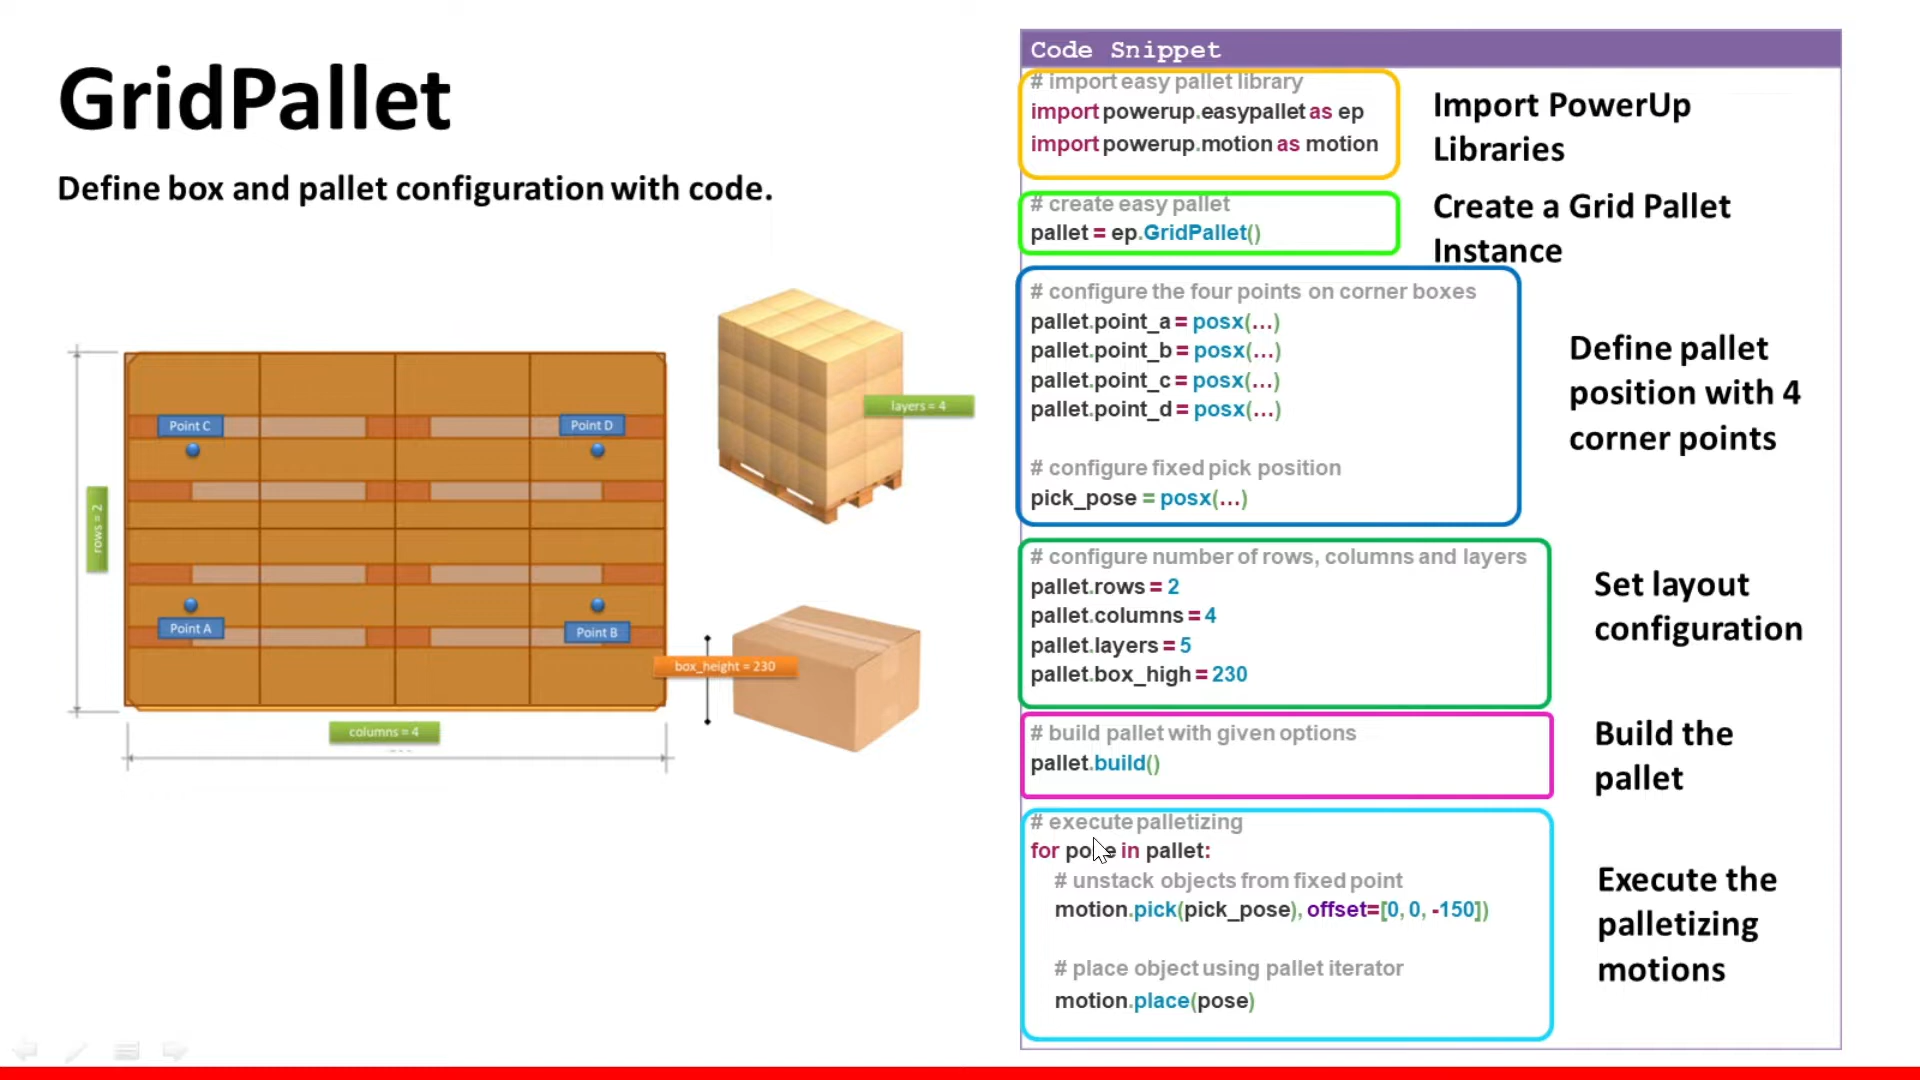 GridPallet
Define box and pallet configuration with code.
Point C
Point D
rows = 2
Point A
Point B
columns = 4
layers = 4
box_height = 230
Code Snippet
# import easy pallet library
import powerup.easypallet as ep
import powerup.motion as motion
Import PowerUp
Libraries
# create easy pallet
pallet = ep.GridPallet()
Create a Grid Pallet
Instance
# configure the four points on corner boxes
pallet.point_a = posx(...)
pallet.point_b = posx(...)
pallet.point_c = posx(...)
pallet.point_d = posx(...)
# configure fixed pick position
pick_pose = posx(...)
Define pallet
position with 4
corner points
# configure number of rows, columns and layers
pallet.rows = 2
pallet.columns = 4
pallet.layers = 5
pallet.box_high = 230
Set layout
configuration
# build pallet with given options
pallet.build()
Build the
pallet
# execute palletizing
for pose in pallet:
# unstack objects from fixed point
motion.pick(pick_pose), offset=[0, 0, -150])
# place object using pallet iterator
motion.place(pose)
Execute the
palletizing
motions